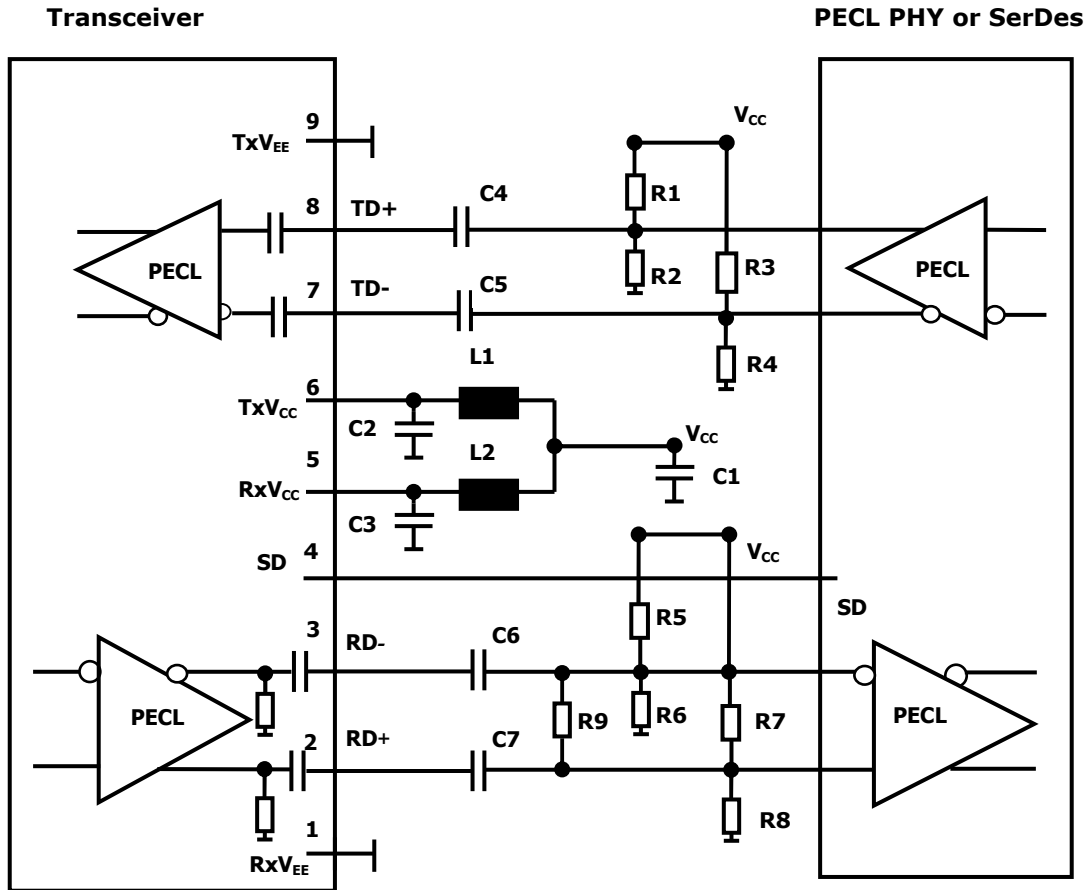 Transceiver
PECL PHY or SerDes
9
TxVEE
VCC
8
TD+
C4
R1
PECL
R2
R3
PECL
7
TD-
C5
R4
L1
6
TxVCC
C2
VCC
5
L2
C1
RxVCC
C3
4
SD
VCC
SD
3
RD-
C6
R5
PECL
R9
R6
R7
PECL
2
RD+
C7
R8
1
RxVEE